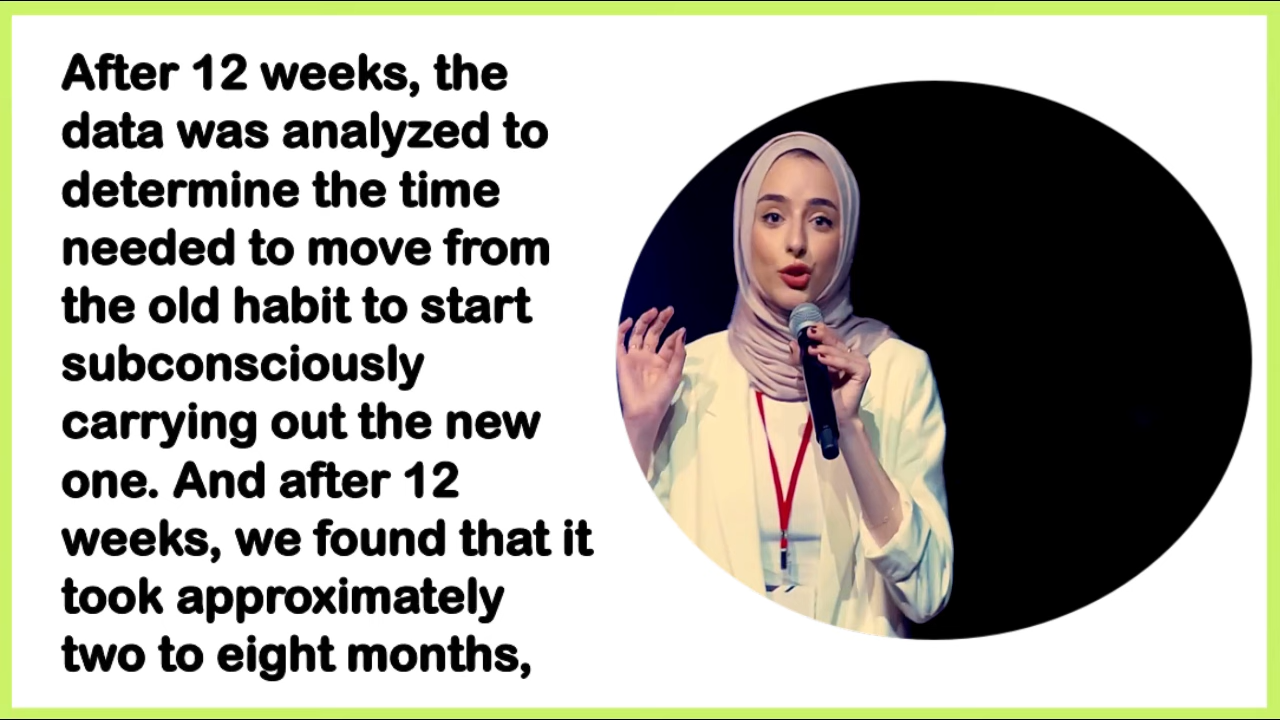 After 12 weeks, the
data was analyzed to
determine the time
needed to move from
the old habit to start
subconsciously
carrying out the new
one. And after 12
weeks, we found that it
took approximately
two to eight months,